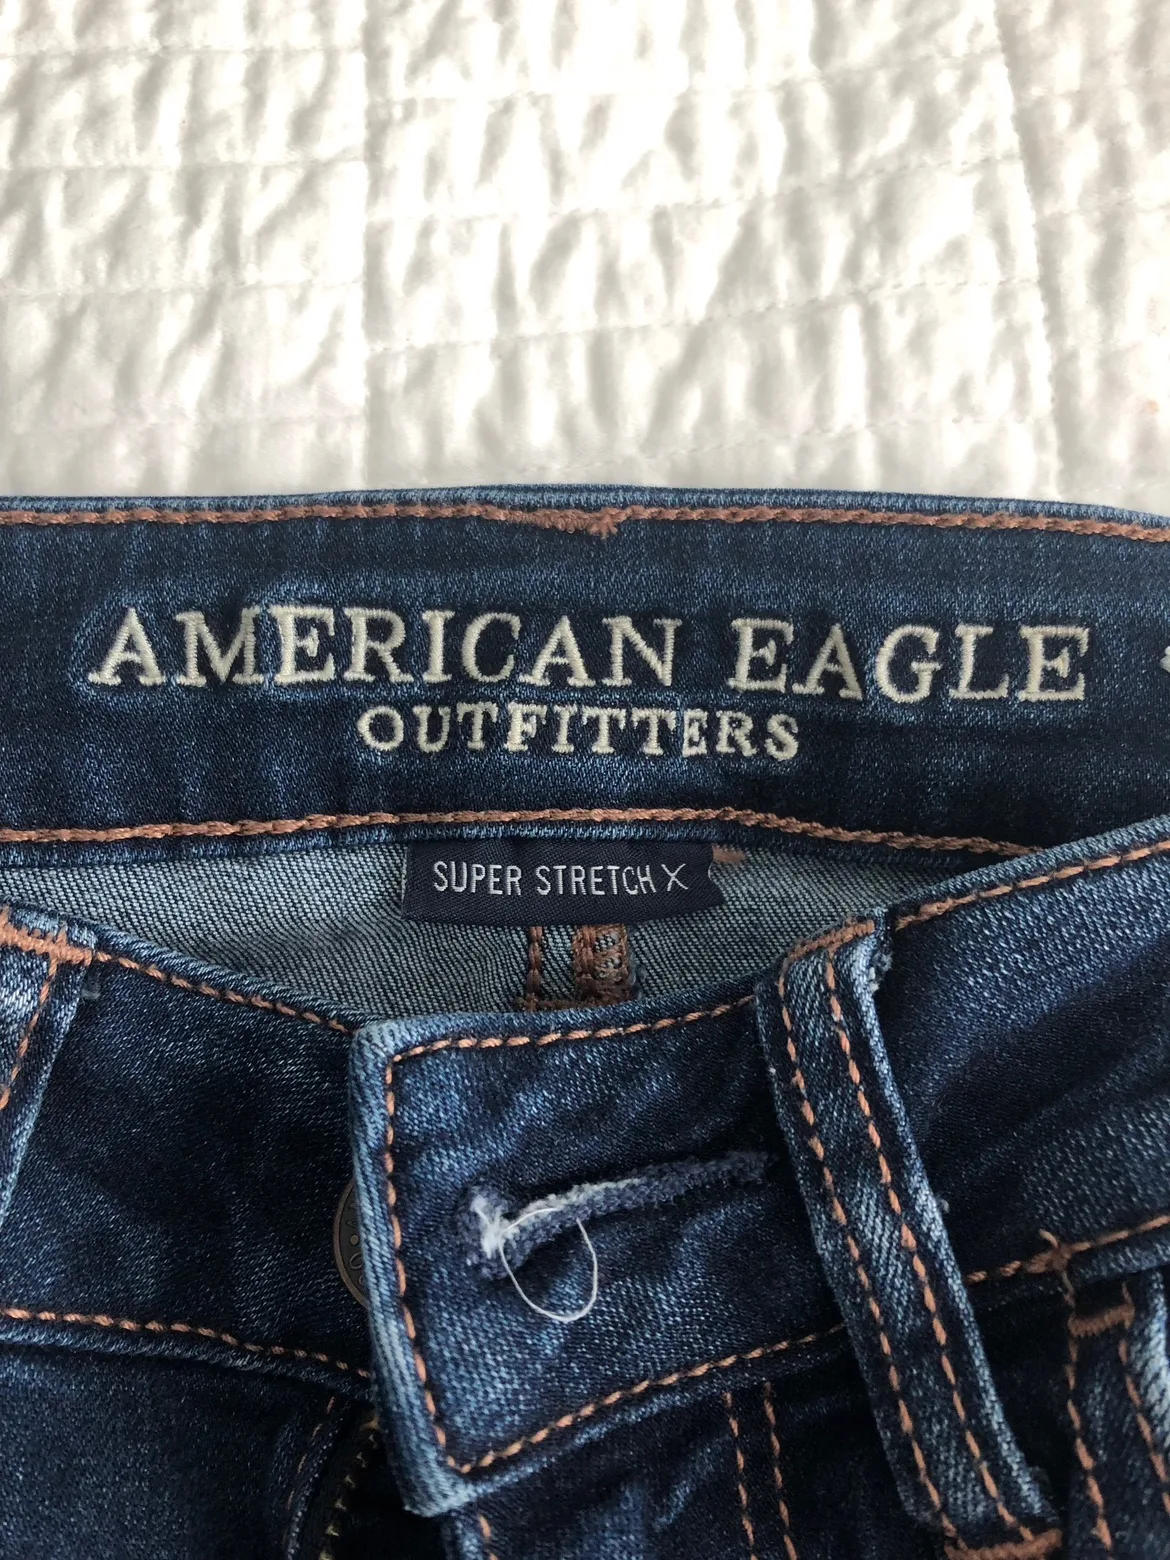 AMERICAN EAGLE
OUTFITTERS
SUPER STRETCH X